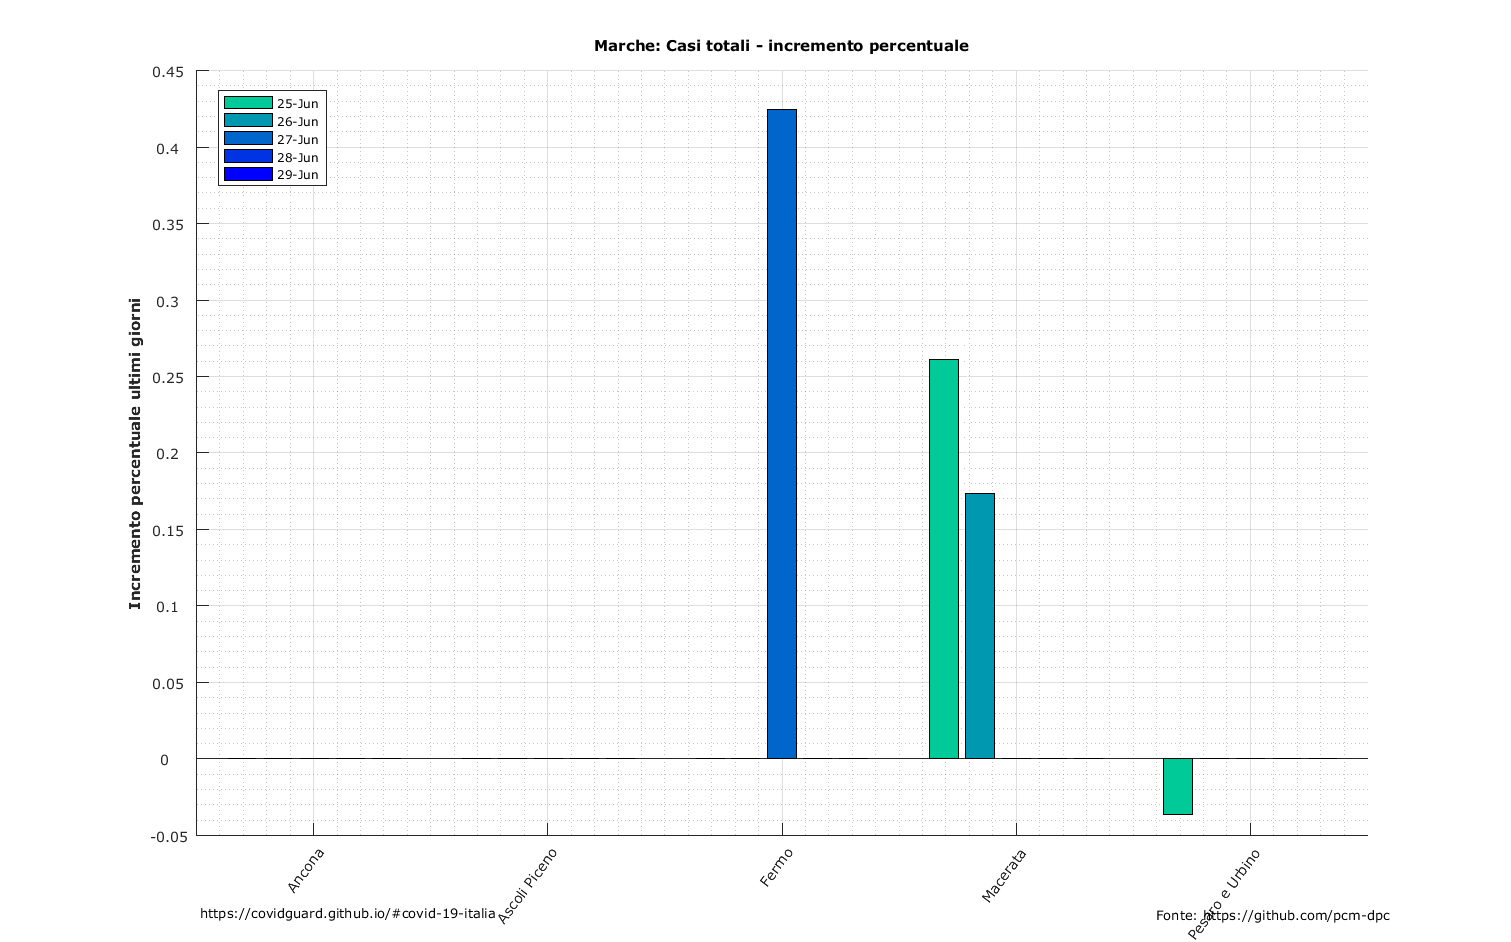 Marche: Casi totali - incremento percentuale
0.45
0.4
0.35
0.3
0.25
0.2
0.15
0.1
0.05
0
-0.05
Incremento percentuale ultimi giorni
25-Jun
26-Jun
27-Jun
28-Jun
29-Jun
Ancona
Ascoli Piceno
Fermo
Macerata
Pesaro e Urbino
https://covidguard.github.io/#covid-19-italia
Fonte: https://github.com/pcm-dpc